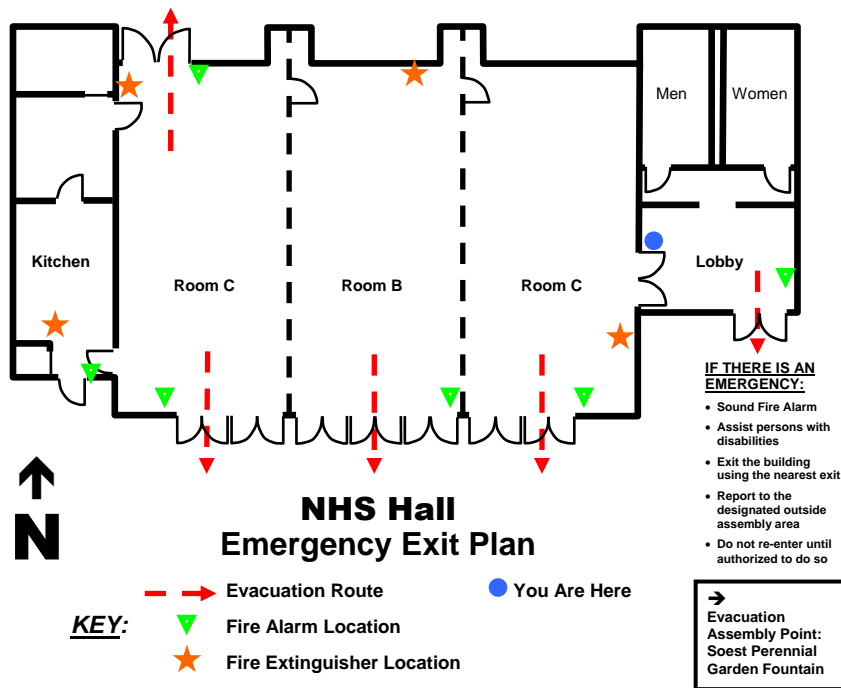 Men
Women
Kitchen
Room C
Room B
Room C
Lobby
IF THERE IS AN
EMERGENCY:
• Sound Fire Alarm
• Assist persons with
disabilities
• Exit the building
using the nearest exit
• Report to the
designated outside
assembly area
• Do not re-enter until
authorized to do so
N
NHS Hall
Emergency Exit Plan
KEY:
Evacuation Route
You Are Here
Fire Alarm Location
Fire Extinguisher Location
➔
Evacuation
Assembly Point:
Soest Perennial
Garden Fountain